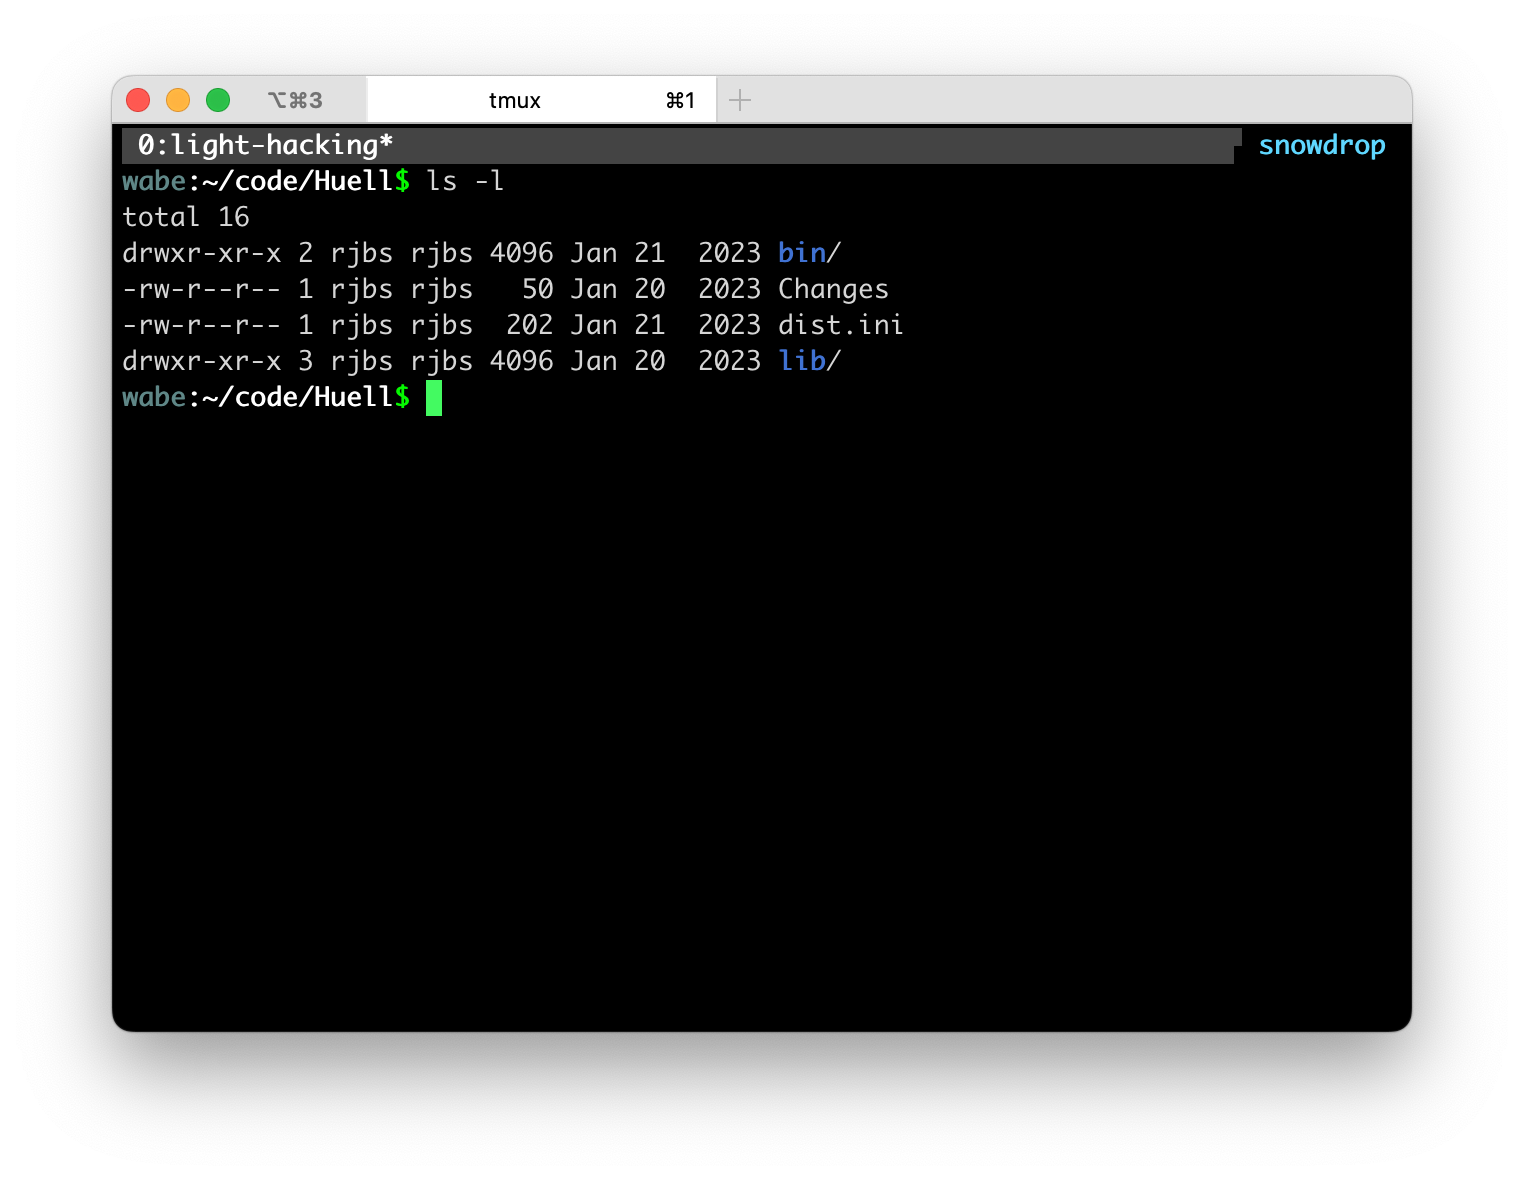 ⌥⌘3 tmux ⌘1 +
0:light-hacking* snowdrop
wabe:~/code/Huell$ ls -l
total 16
drwxr-xr-x 2 rjbs rjbs 4096 Jan 21  2023 bin/
-rw-r--r-- 1 rjbs rjbs   50 Jan 20  2023 Changes
-rw-r--r-- 1 rjbs rjbs  202 Jan 21  2023 dist.ini
drwxr-xr-x 3 rjbs rjbs 4096 Jan 20  2023 lib/
wabe:~/code/Huell$